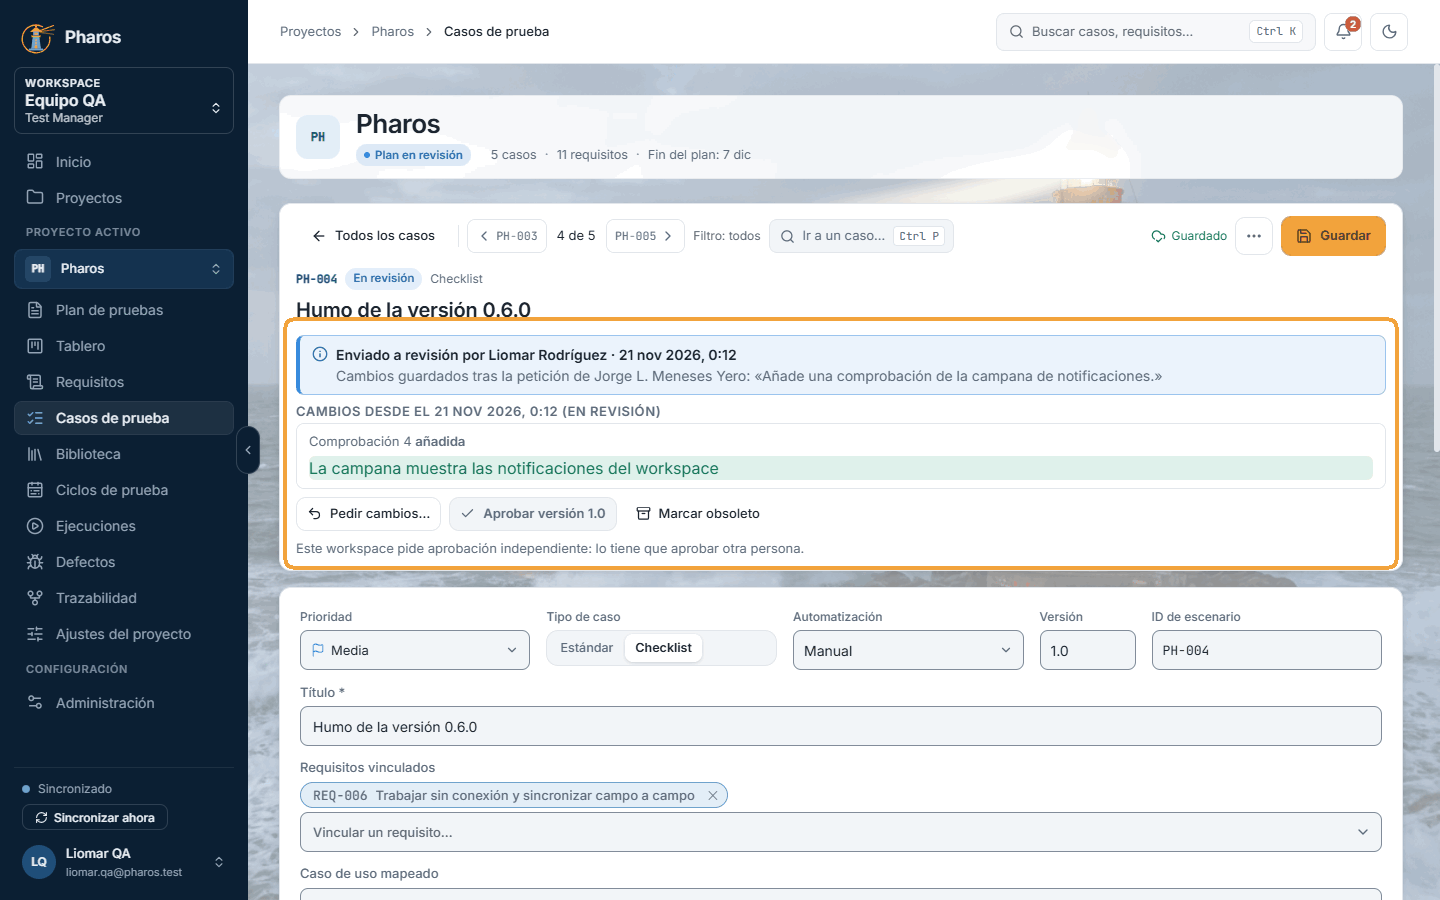 Pharos
WORKSPACE
Equipo QA
Test Manager
Inicio
Proyectos
PROYECTO ACTIVO
PH Pharos
Plan de pruebas
Tablero
Requisitos
Casos de prueba
Biblioteca
Ciclos de prueba
Ejecuciones
Defectos
Trazabilidad
Ajustes del proyecto
CONFIGURACIÓN
Administración
Sincronizado
Sincronizar ahora
LQ
Liomar QA
liomar.qa@pharos.test
Proyectos Pharos Casos de prueba
Buscar casos, requisitos... Ctrl K
2
PH
Pharos
Plan en revisión 5 casos · 11 requisitos · Fin del plan: 7 dic
Todos los casos PH-003 4 de 5 PH-005 Filtro: todos Ir a un caso... Ctrl P Guardado ••• Guardar
PH-004 En revisión Checklist
Humo de la versión 0.6.0
Enviado a revisión por Liomar Rodríguez · 21 nov 2026, 0:12
Cambios guardados tras la petición de Jorge L. Meneses Yero: «Añade una comprobación de la campana de notificaciones.»
CAMBIOS DESDE EL 21 NOV 2026, 0:12 (EN REVISIÓN)
Comprobación 4 añadida
La campana muestra las notificaciones del workspace
Pedir cambios... Aprobar versión 1.0 Marcar obsoleto
Este workspace pide aprobación independiente: lo tiene que aprobar otra persona.
Prioridad Tipo de caso Automatización Versión ID de escenario
Media Estándar Checklist Manual 1.0 PH-004
Título *
Humo de la versión 0.6.0
Requisitos vinculados
REQ-006 Trabajar sin conexión y sincronizar campo a campo
Vincular un requisito...
Caso de uso mapeado